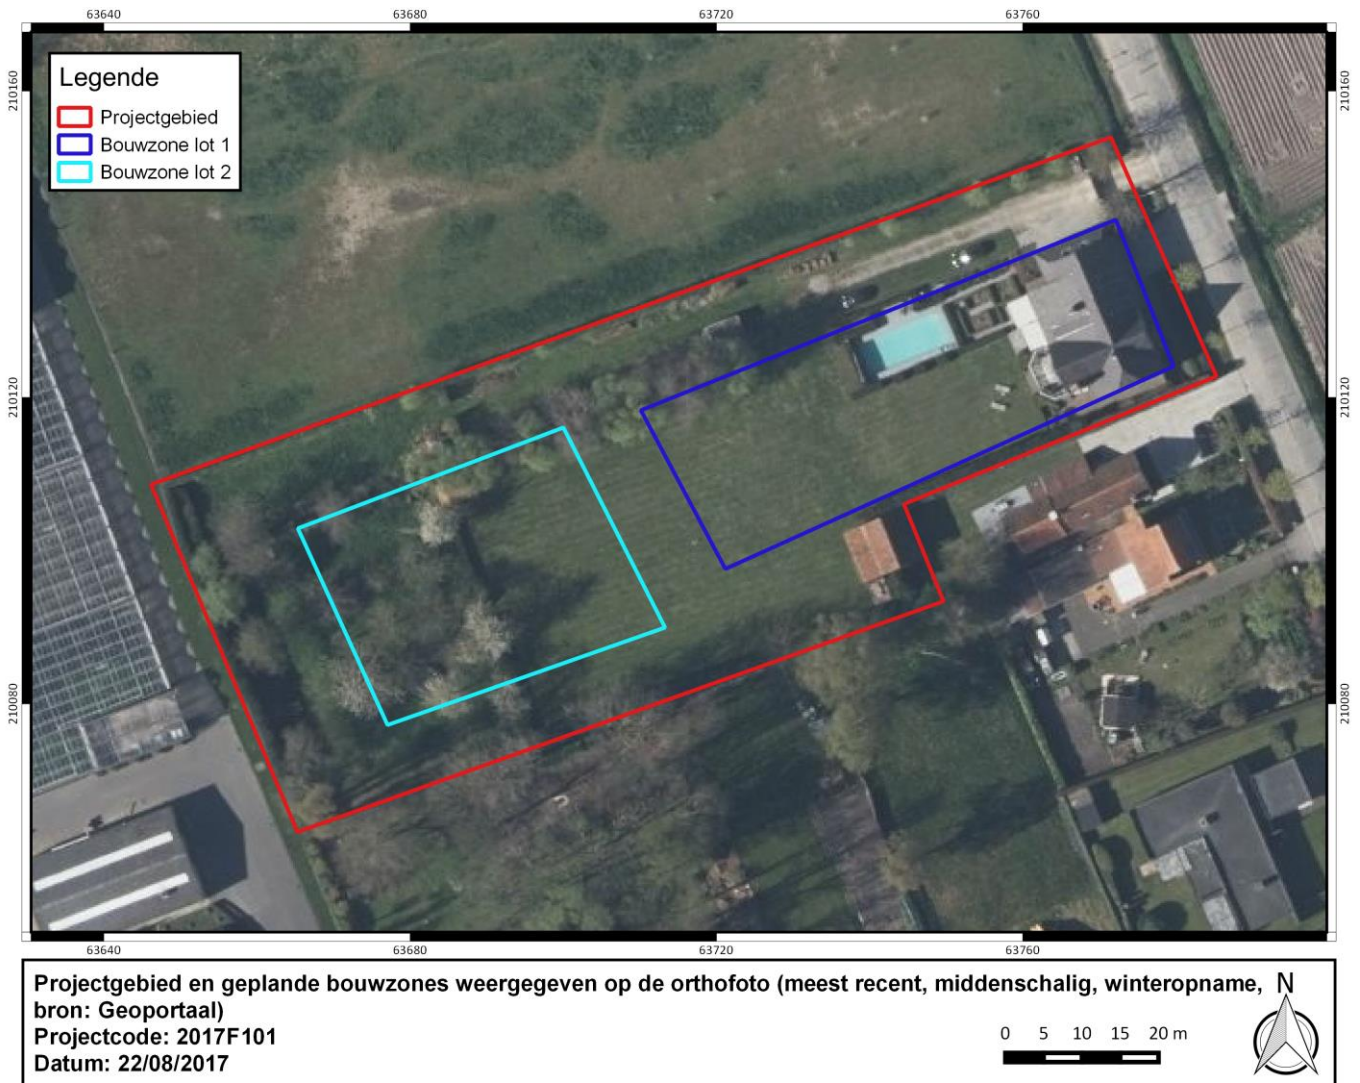 63640 63680 63720 63760
210160 210160
Legende
Projectgebied
Bouwzone lot 1
Bouwzone lot 2
210120 210120
210080 210080
63640 63680 63720 63760
Projectgebied en geplande bouwzones weergegeven op de orthofoto (meest recent, middenschalig, winteropname,
bron: Geoportaal)
Projectcode: 2017F101
Datum: 22/08/2017
0 5 10 15 20 m
N